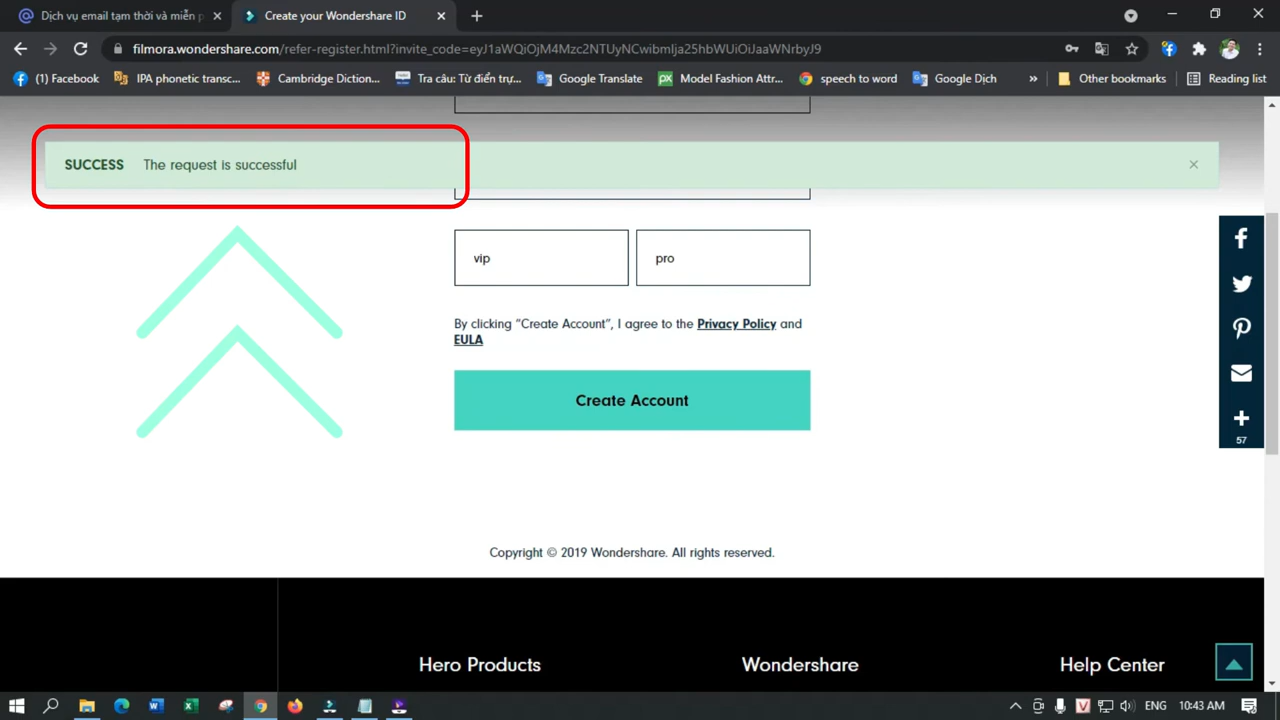 Dịch vụ email tạm thời và miễn p
Create your Wondershare ID
filmora.wondershare.com/refer-register.html?invite_code=eyJ1aWQiOjM4Mzc2NTUyNCwibmlja25hbWUiOiJaaWNrbyJ9
(1) Facebook
IPA phonetic transc...
Cambridge Diction...
Tra câu: Từ điển trự...
Google Translate
Model Fashion Attr...
speech to word
Google Dịch
»
Other bookmarks
Reading list
SUCCESS The request is successful
vip
pro
By clicking “Create Account”, I agree to the Privacy Policy and
EULA
Create Account
57
Copyright © 2019 Wondershare. All rights reserved.
Hero Products
Wondershare
Help Center
ENG
10:43 AM